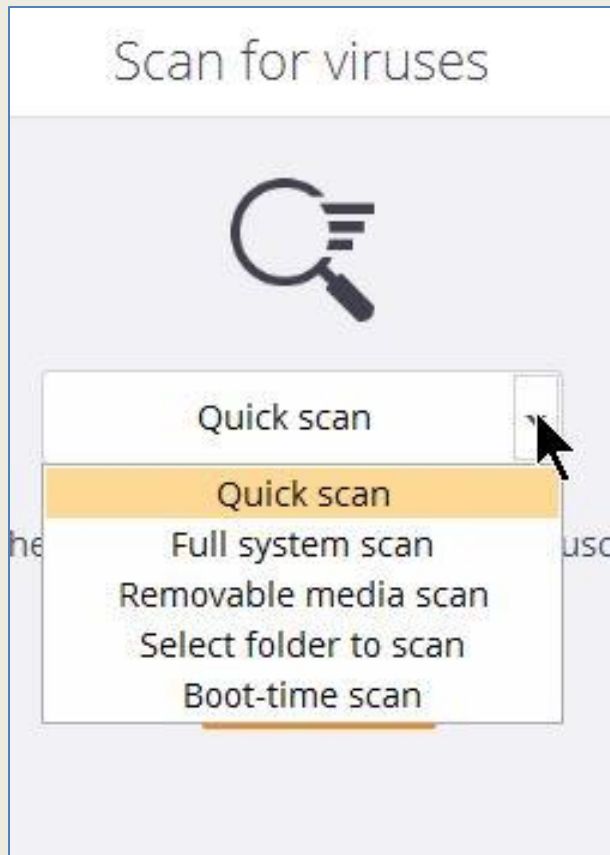 Scan for viruses
Quick scan
Quick scan
Full system scan
Removable media scan
Select folder to scan
Boot-time scan